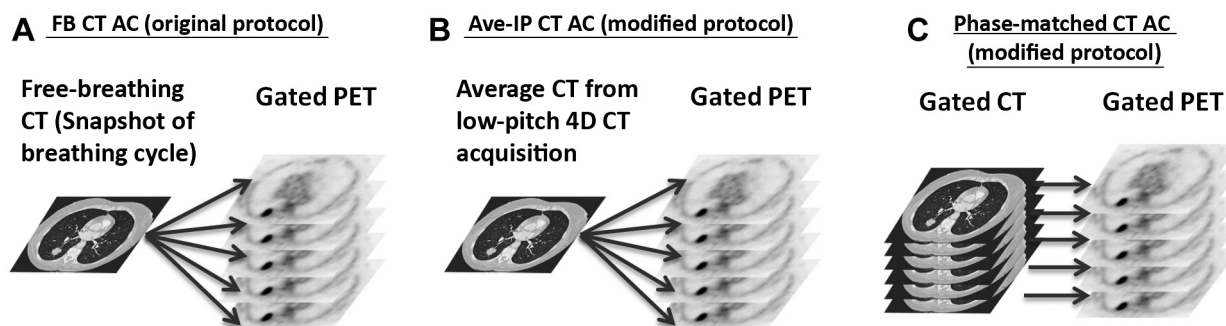 A FB CT AC (original protocol)
Free-breathing
CT (Snapshot of
breathing cycle)
Gated PET
B Ave-IP CT AC (modified protocol)
Average CT from
low-pitch 4D CT
acquisition
Gated PET
C Phase-matched CT AC
(modified protocol)
Gated CT
Gated PET